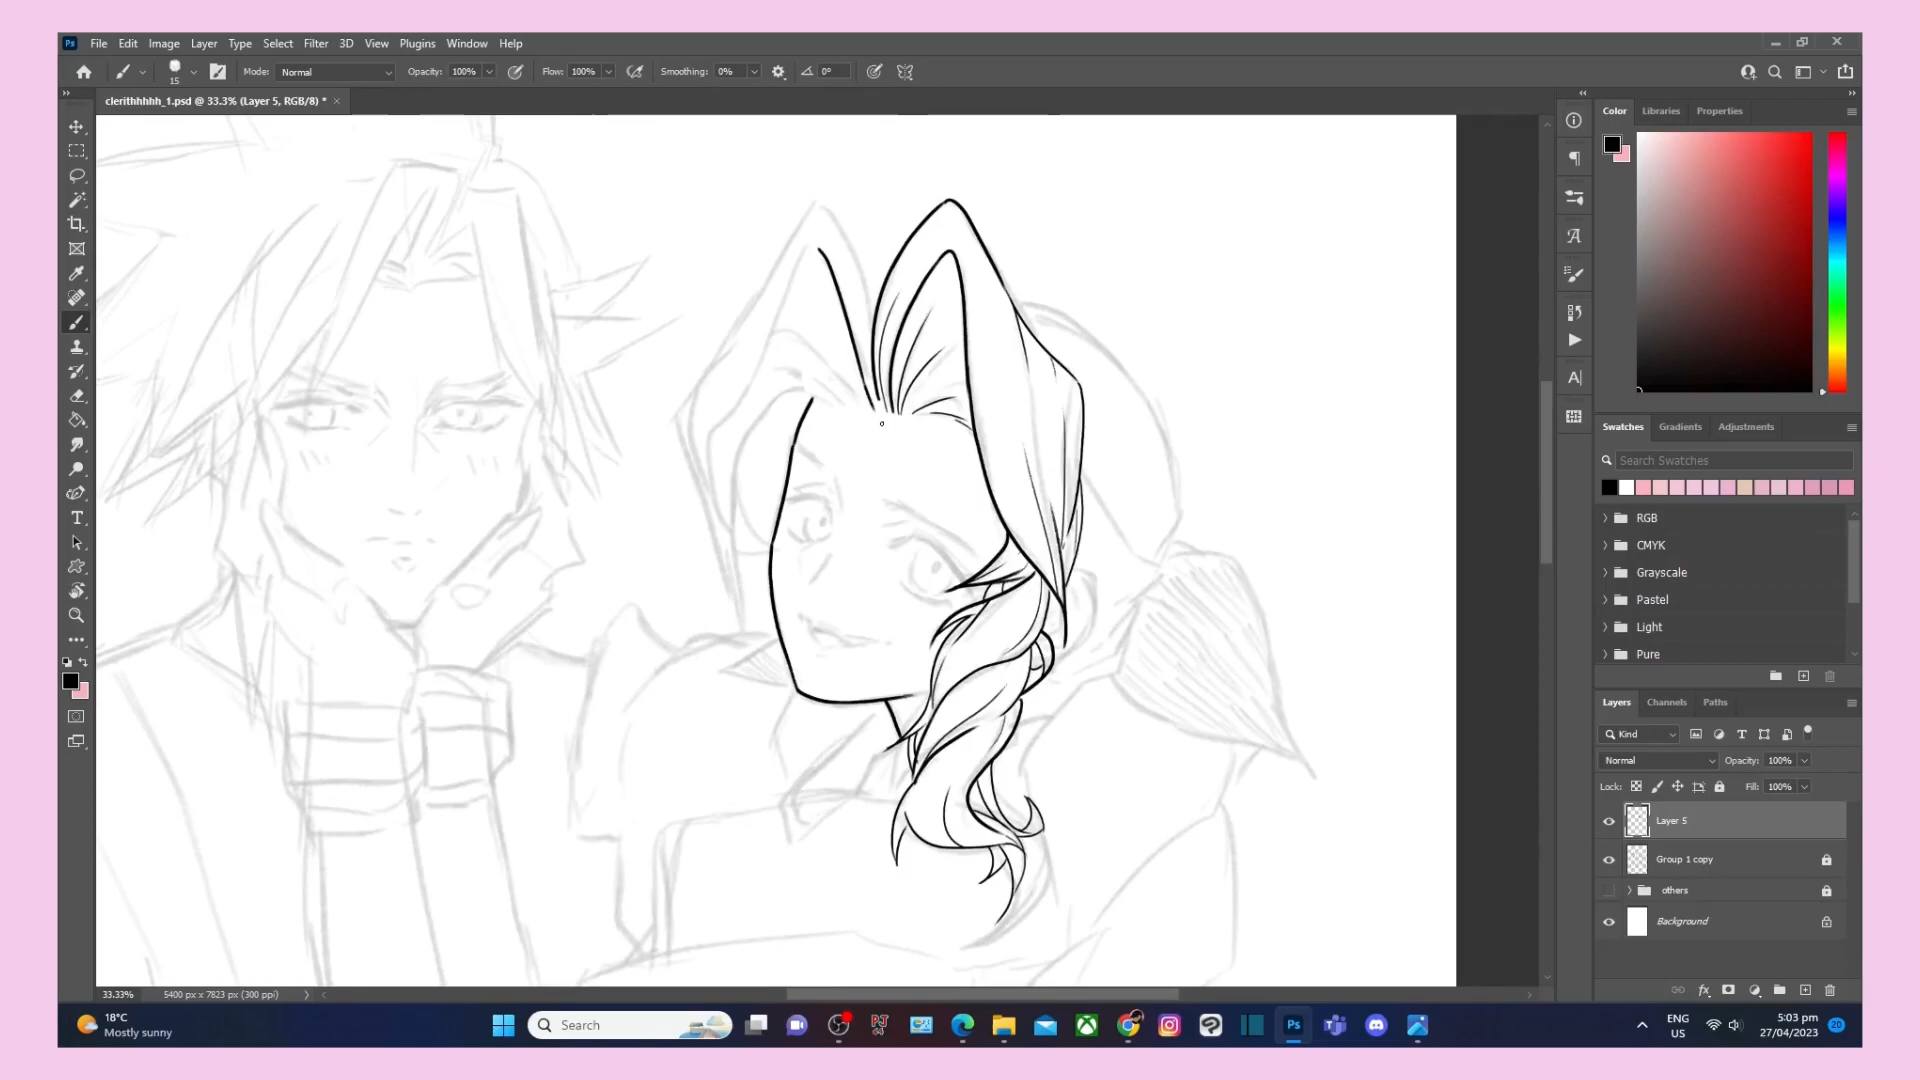 Ps File Edit Image Layer Type Select Filter 3D View Plugins Window Help
15 Mode: Normal Opacity: 100% Flow: 100% Smoothing: 0% 0°
clerithhhhh_1.psd @ 33.3% (Layer 5, RGB/8) *
Color Libraries Properties
Swatches Gradients Adjustments
Search Swatches
RGB
CMYK
Grayscale
Pastel
Light
Pure
Layers Channels Paths
Kind
Normal Opacity: 100%
Lock: Fill: 100%
Layer 5
Group 1 copy
others
Background
33.33% 5400 px x 7823 px (300 ppi)
18°C
Mostly sunny
Search
Ps
ENG
US
5:03 pm
27/04/2023
20